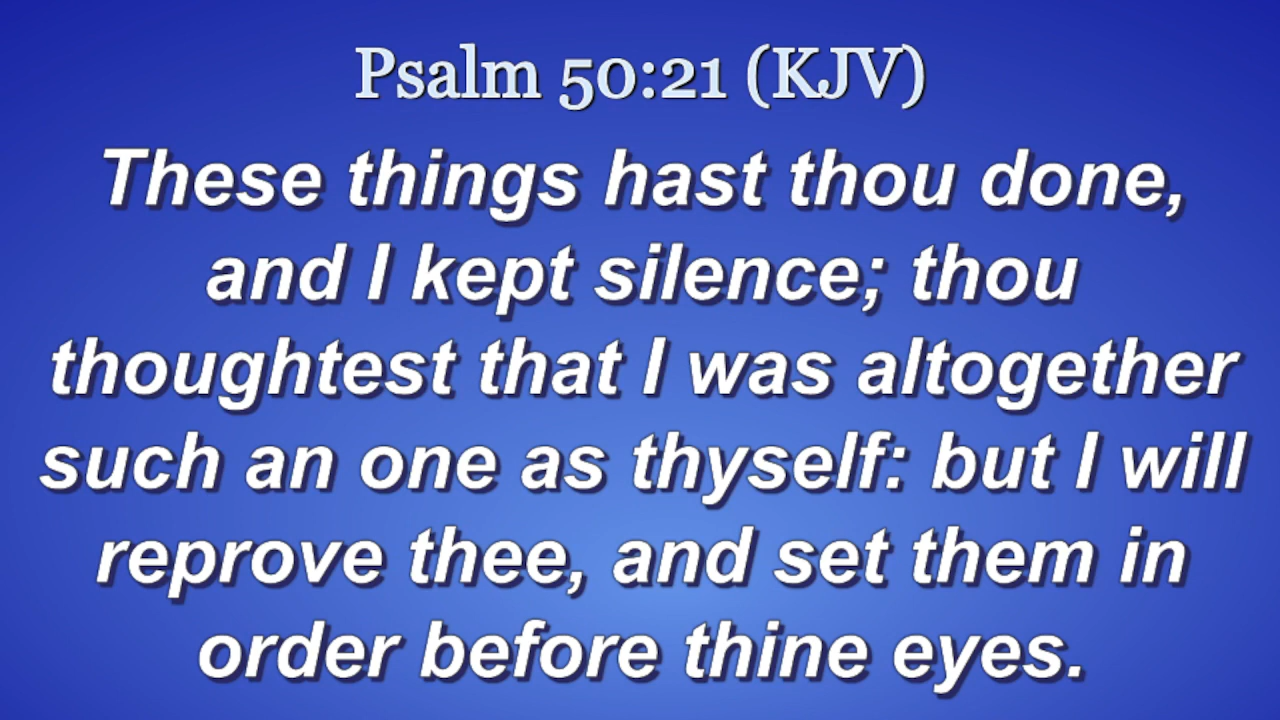 Psalm 50:21 (KJV)
These things hast thou done,
and I kept silence; thou
thoughtest that I was altogether
such an one as thyself: but I will
reprove thee, and set them in
order before thine eyes.